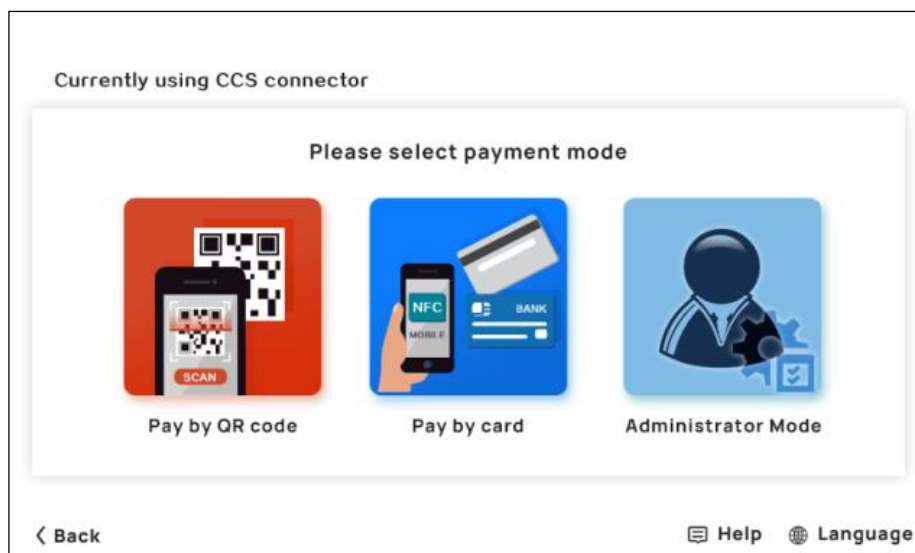 Currently using CCS connector
Please select payment mode
NFC
BANK
MOBILE
SCAN
Pay by QR code
Pay by card
Administrator Mode
Back
Help
Language